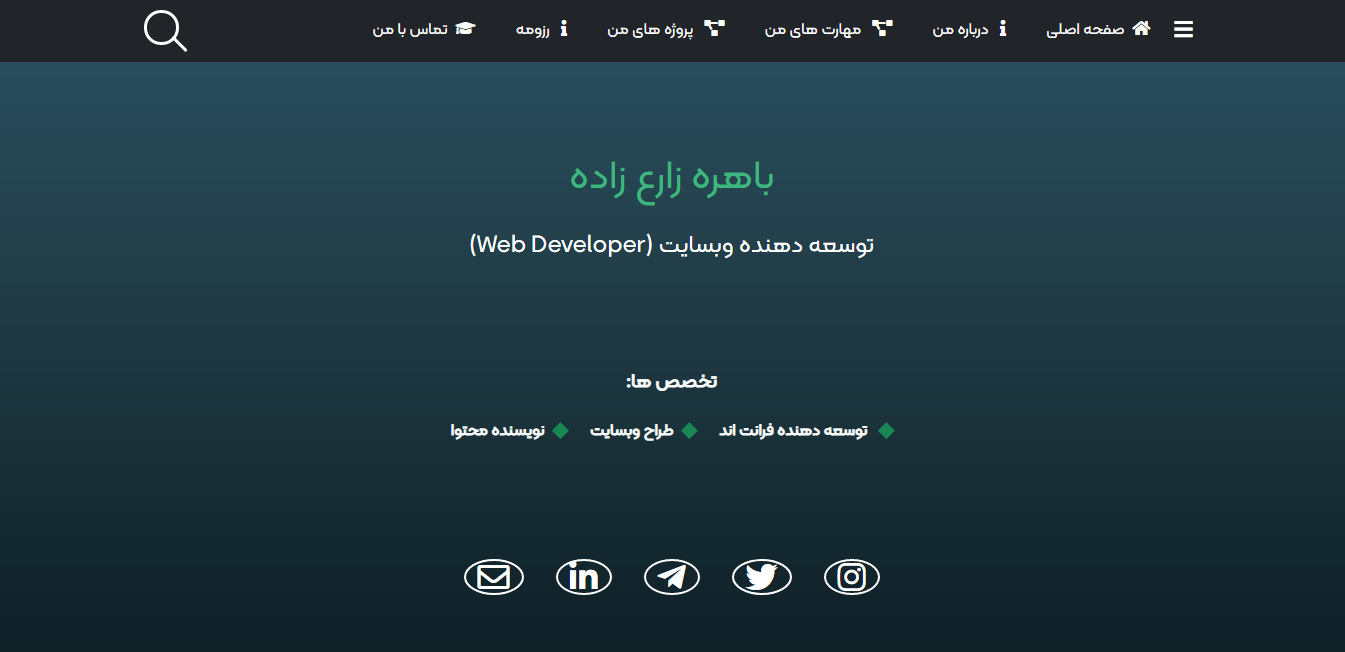 صفحه اصلی درباره من مهارت های من پروژه های من رزومه تماس با من
باهره زارع زاده
توسعه دهنده وبسایت (Web Developer)
تخصص ها:
توسعه دهنده فرانت اند طراح وبسایت نویسنده محتوا